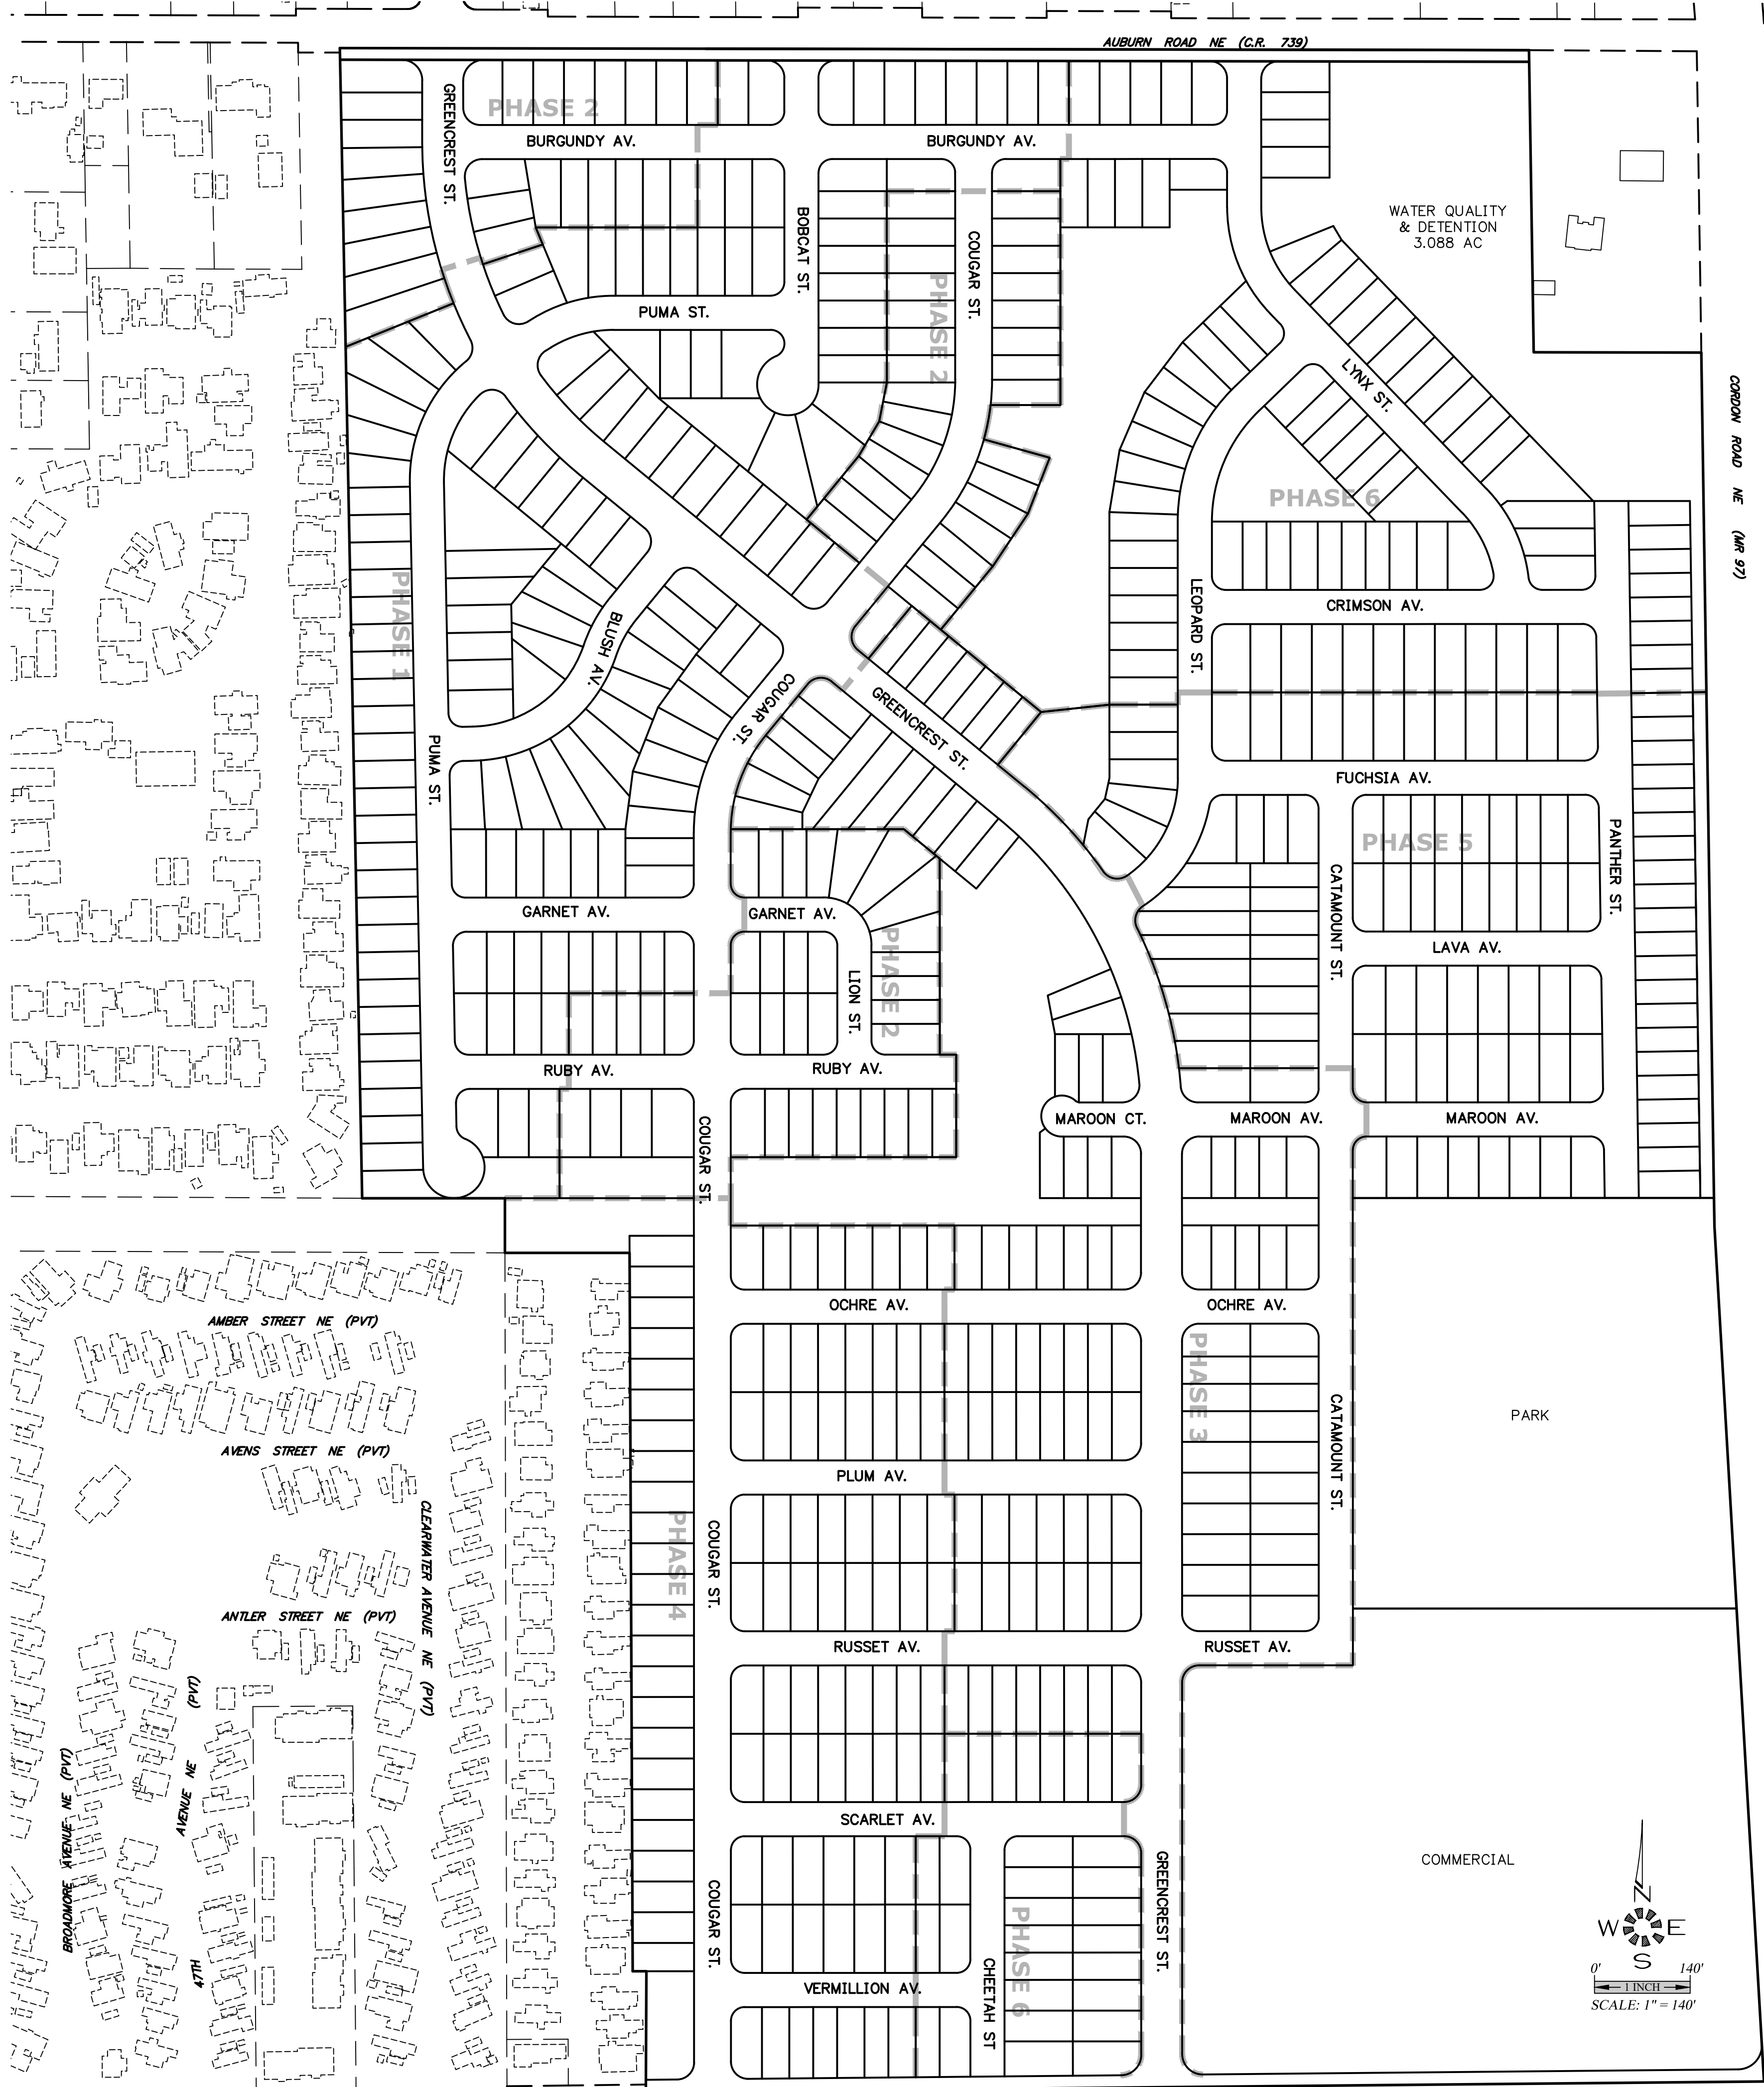 AUBURN ROAD NE (C.R. 739)
GREENCREST ST.
PHASE 2
BURGUNDY AV.
BURGUNDY AV.
BOBCAT ST.
COUGAR ST.
WATER QUALITY
& DETENTION
3.088 AC
PUMA ST.
PHASE 2
LYNX ST.
CORDON ROAD NE (MR 97)
PHASE 6
PHASE 1
BLUSH AV.
LEOPARD ST.
CRIMSON AV.
COUGAR ST.
GREENCREST ST.
PUMA ST.
FUCHSIA AV.
PHASE 5
PANTHER ST.
CATAMOUNT ST.
GARNET AV.
GARNET AV.
PHASE 2
LAVA AV.
LION ST.
RUBY AV.
RUBY AV.
MAROON CT.
MAROON AV.
MAROON AV.
COUGAR ST.
OCHRE AV.
OCHRE AV.
AMBER STREET NE (PVT)
PHASE 3
CATAMOUNT ST.
PARK
AVENS STREET NE (PVT)
PLUM AV.
CLEARWATER AVENUE NE (PVT)
PHASE 4
COUGAR ST.
ANTLER STREET NE (PVT)
RUSSET AV.
RUSSET AV.
BROADMORE AVENUE NE (PVT)
47TH AVENUE NE (PVT)
SCARLET AV.
COMMERCIAL
COUGAR ST.
GREENCREST ST.
PHASE 6
CHEETAH ST
VERMILLION AV.
N
W E
S
0' 140'
1 INCH
SCALE: 1" = 140'